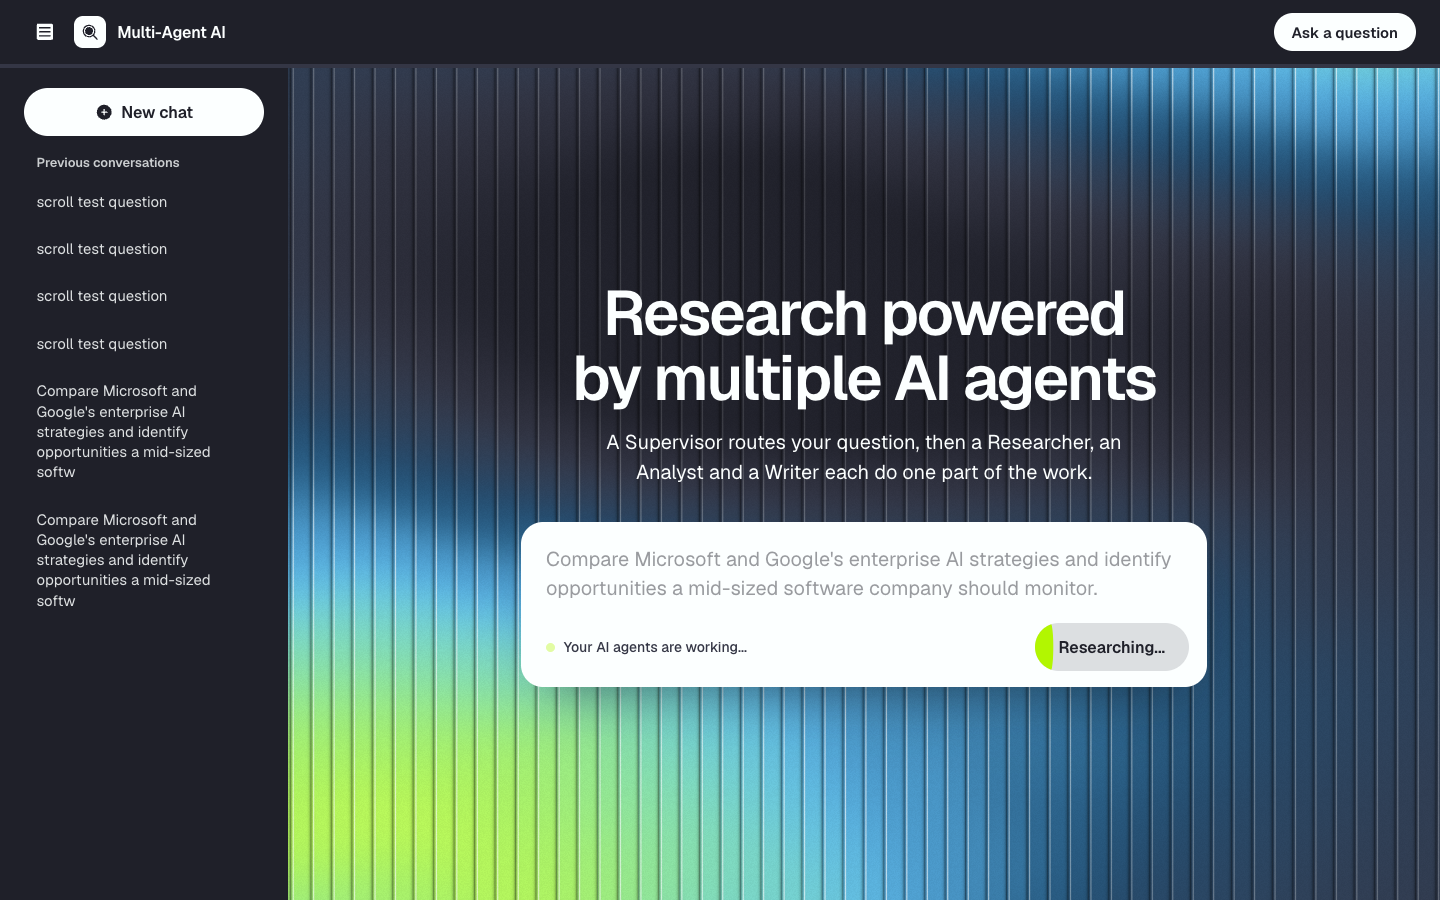 Multi-Agent AI
Ask a question
New chat
Previous conversations
scroll test question
scroll test question
scroll test question
scroll test question
Compare Microsoft and
Google's enterprise AI
strategies and identify
opportunities a mid-sized
softw
Compare Microsoft and
Google's enterprise AI
strategies and identify
opportunities a mid-sized
softw
Research powered
by multiple AI agents
A Supervisor routes your question, then a Researcher, an
Analyst and a Writer each do one part of the work.
Compare Microsoft and Google's enterprise AI strategies and identify
opportunities a mid-sized software company should monitor.
Your AI agents are working...
Researching...